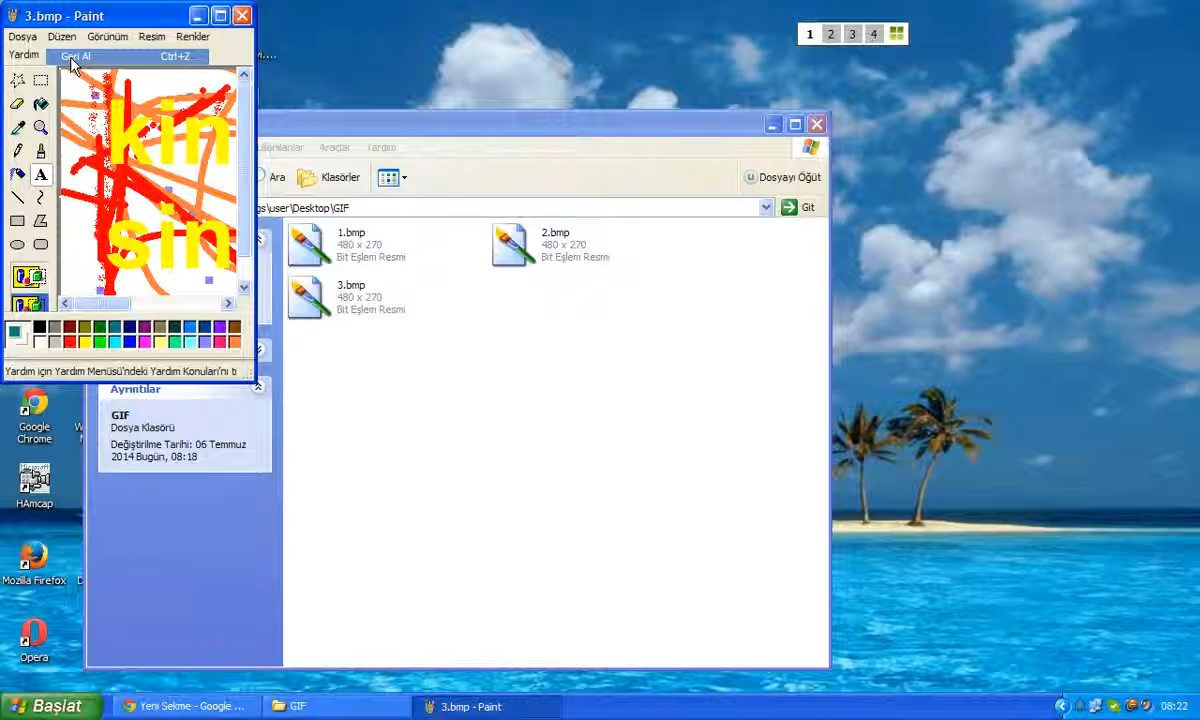 3.bmp - Paint
Dosya Düzen Görünüm Resim Renkler
Yardım
Geri Al Ctrl+Z
kin
sin
Yardım için Yardım Menüsü'ndeki Yardım Konuları'nı tı
1 2 3 4
Araçlar Yardım
Ara Klasörler
Dosyayı Öğüt
\user\Desktop\GIF
Git
1.bmp
480 x 270
Bit Eşlem Resmi
2.bmp
480 x 270
Bit Eşlem Resmi
3.bmp
480 x 270
Bit Eşlem Resmi
Ayrıntılar
GIF
Dosya Klasörü
Değiştirilme Tarihi: 06 Temmuz
2014 Bugün, 08:18
Google
Chrome
HAmcap
Mozilla Firefox
Opera
Başlat
Yeni Sekme - Google ...
GIF
3.bmp - Paint
08:22